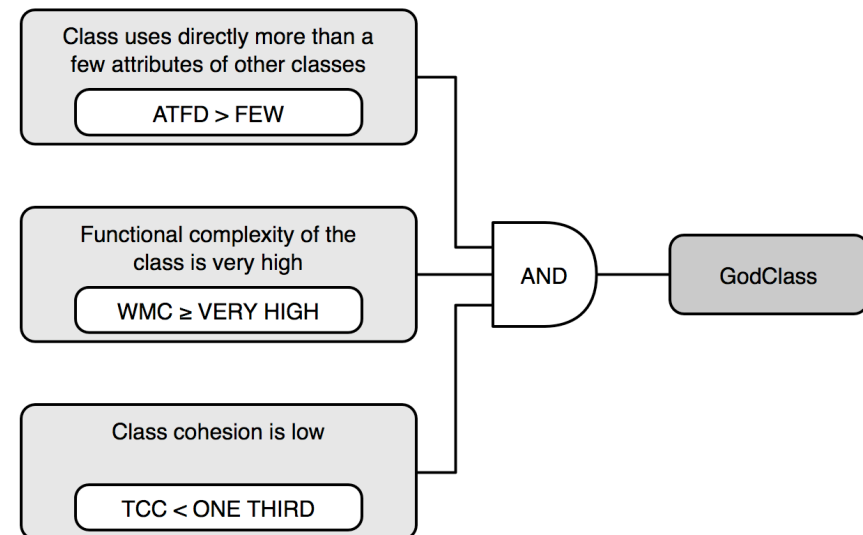 Class uses directly more than a
few attributes of other classes
ATFD > FEW
Functional complexity of the
class is very high
WMC ≥ VERY HIGH
AND
GodClass
Class cohesion is low
TCC < ONE THIRD